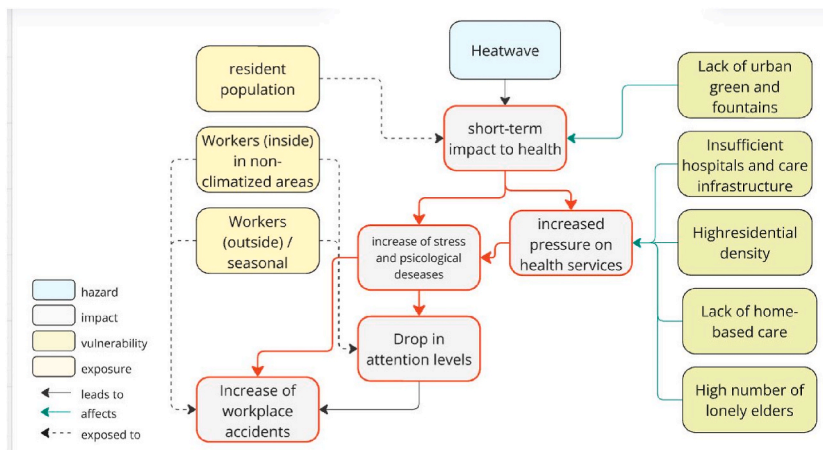 Heatwave
resident
population
Lack of urban
green and
fountains
short-term
impact to health
Workers (inside)
in non-
climatized areas
Insufficient
hospitals and care
infrastructure
Workers
(outside) /
seasonal
increase of stress
and psicological
deseases
increased
pressure on
health services
Highresidential
density
hazard
impact
vulnerability
exposure
leads to
affects
exposed to
Drop in
attention levels
Lack of home-
based care
Increase of
workplace
accidents
High number of
lonely elders